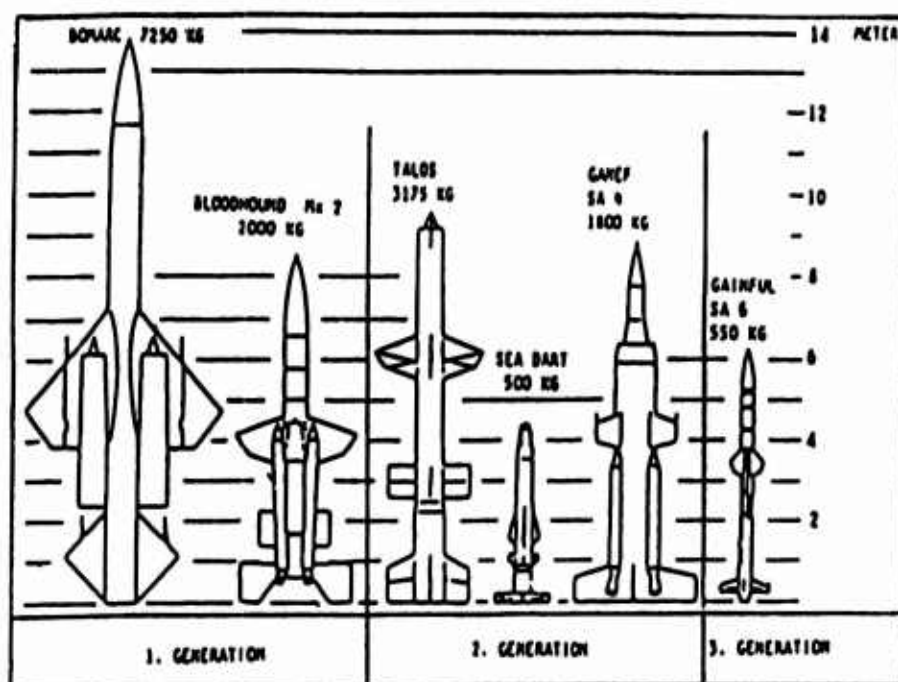 BOMARC 7250 KG
14 METER
12
TALOS
3175 KG
GANEF
SA 4
1800 KG
10
BLOODHOUND Mk 2
2000 KG
8
GAINFUL
SA 6
550 KG
6
SEA DART
500 KG
4
2
1. GENERATION
2. GENERATION
3. GENERATION